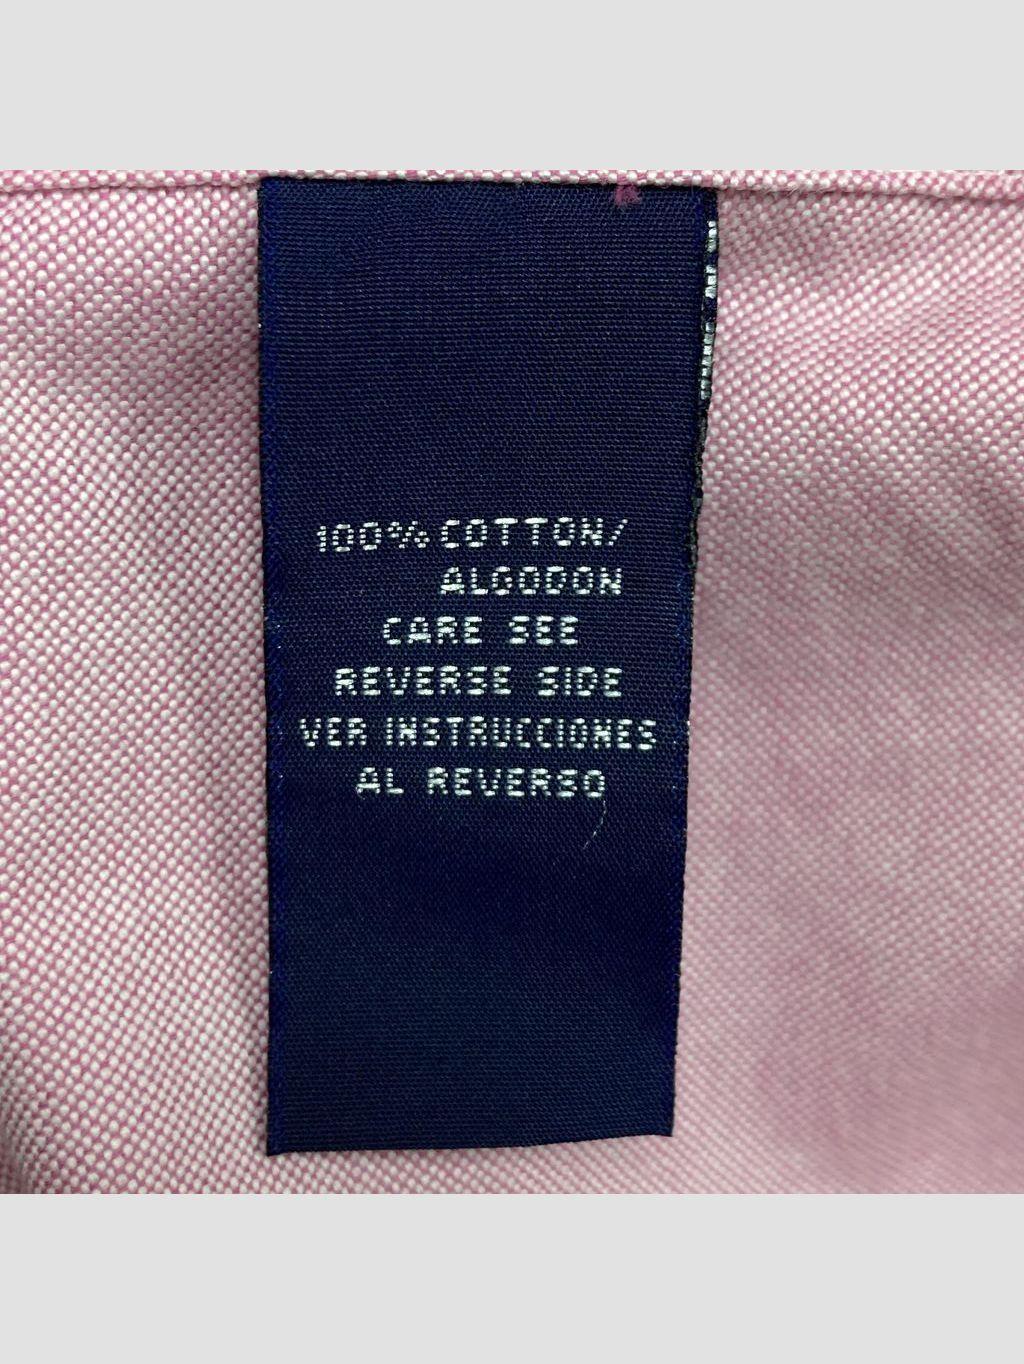 100% COTTON/
ALGODON
CARE SEE
REVERSE SIDE
VER INSTRUCCIONES
AL REVERSO